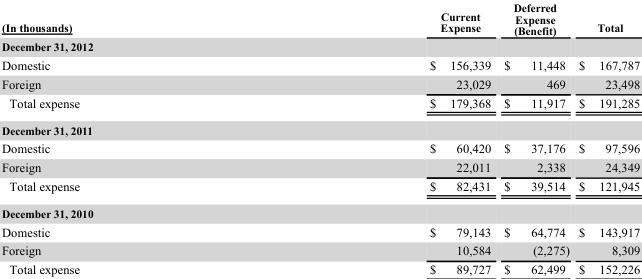 (In thousands) Current Expense Deferred Expense (Benefit) Total
December 31, 2012
Domestic $ 156,339 $ 11,448 $ 167,787
Foreign 23,029 469 23,498
Total expense $ 179,368 $ 11,917 $ 191,285
December 31, 2011
Domestic $ 60,420 $ 37,176 $ 97,596
Foreign 22,011 2,338 24,349
Total expense $ 82,431 $ 39,514 $ 121,945
December 31, 2010
Domestic $ 79,143 $ 64,774 $ 143,917
Foreign 10,584 (2,275) 8,309
Total expense $ 89,727 $ 62,499 $ 152,226